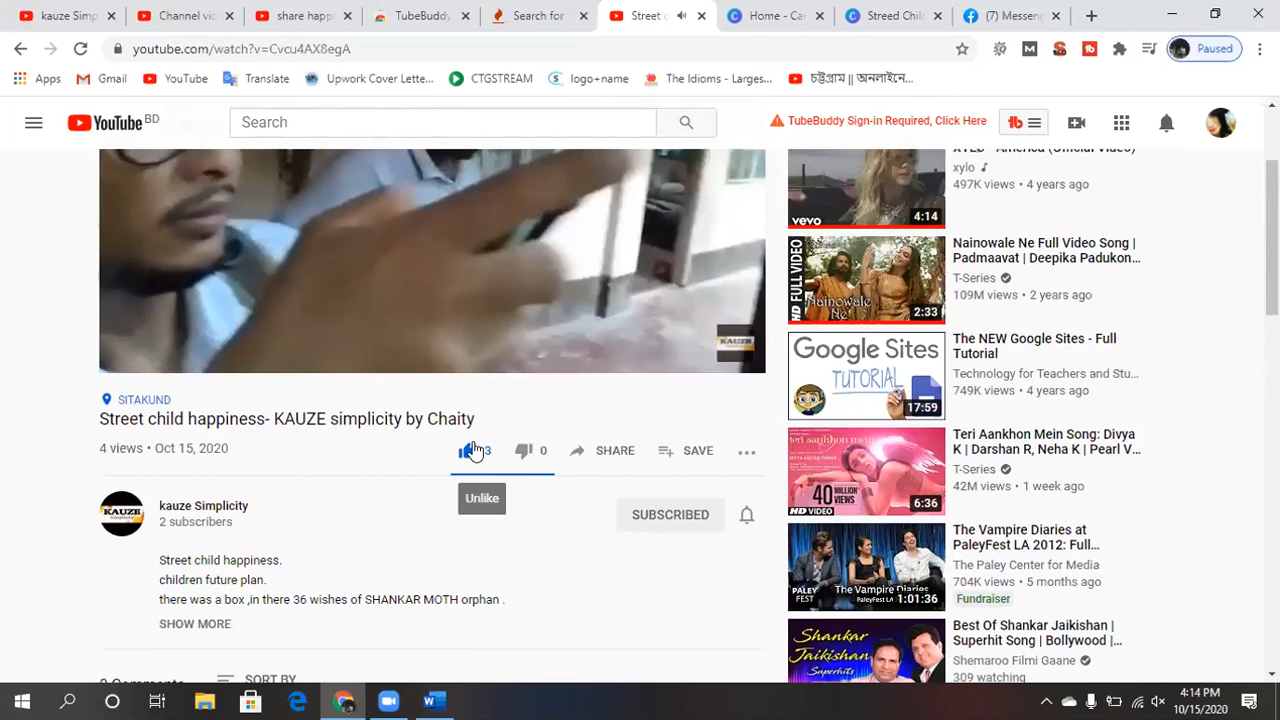 kauze Sim
Channel vi
share happ
TubeBuddy
Search for
Street c
Home - Ca
Streed Chil
(7) Messen
youtube.com/watch?v=Cvcu4AX8egA
Paused
Apps
Gmail
YouTube
Translate
Upwork Cover Lette...
CTGSTREAM
logo+name
The Idioms - Larges...
চট্টগ্রাম || অনলাইনে...
YouTube BD
Search
TubeBuddy Sign-in Required, Click Here
tb
XYLØ - America (Official Video)
xylo
497K views • 4 years ago
vevo
4:14
FULL VIDEO
Nainowale Ne
2:33
Nainowale Ne Full Video Song |
Padmaavat | Deepika Padukon...
T-Series
109M views • 2 years ago
Google Sites
TUTORIAL
17:59
The NEW Google Sites - Full
Tutorial
Technology for Teachers and Stu...
749K views • 4 years ago
teri aankhon mein
40 MILLION VIEWS
6:36
Teri Aankhon Mein Song: Divya
K | Darshan R, Neha K | Pearl V...
T-Series
42M views • 1 week ago
PALEY FEST
The Vampire Diaries
1:01:36
The Vampire Diaries at
PaleyFest LA 2012: Full...
The Paley Center for Media
704K views • 5 months ago
Fundraiser
Shankar
Jaikishan
Superhits
Best Of Shankar Jaikishan |
Superhit Song | Bollywood |...
Shemaroo Filmi Gaane
309 watching
KAUZE
SITAKUND
Street child happiness- KAUZE simplicity by Chaity
4 views • Oct 15, 2020
3
0
SHARE
SAVE
Unlike
KAUZE
kauze Simplicity
2 subscribers
SUBSCRIBED
Street child happiness.
children future plan.
there was a box ,in there 36 wishes of SHANKAR MOTH orphan .
SHOW MORE
SORT BY
4:14 PM
10/15/2020